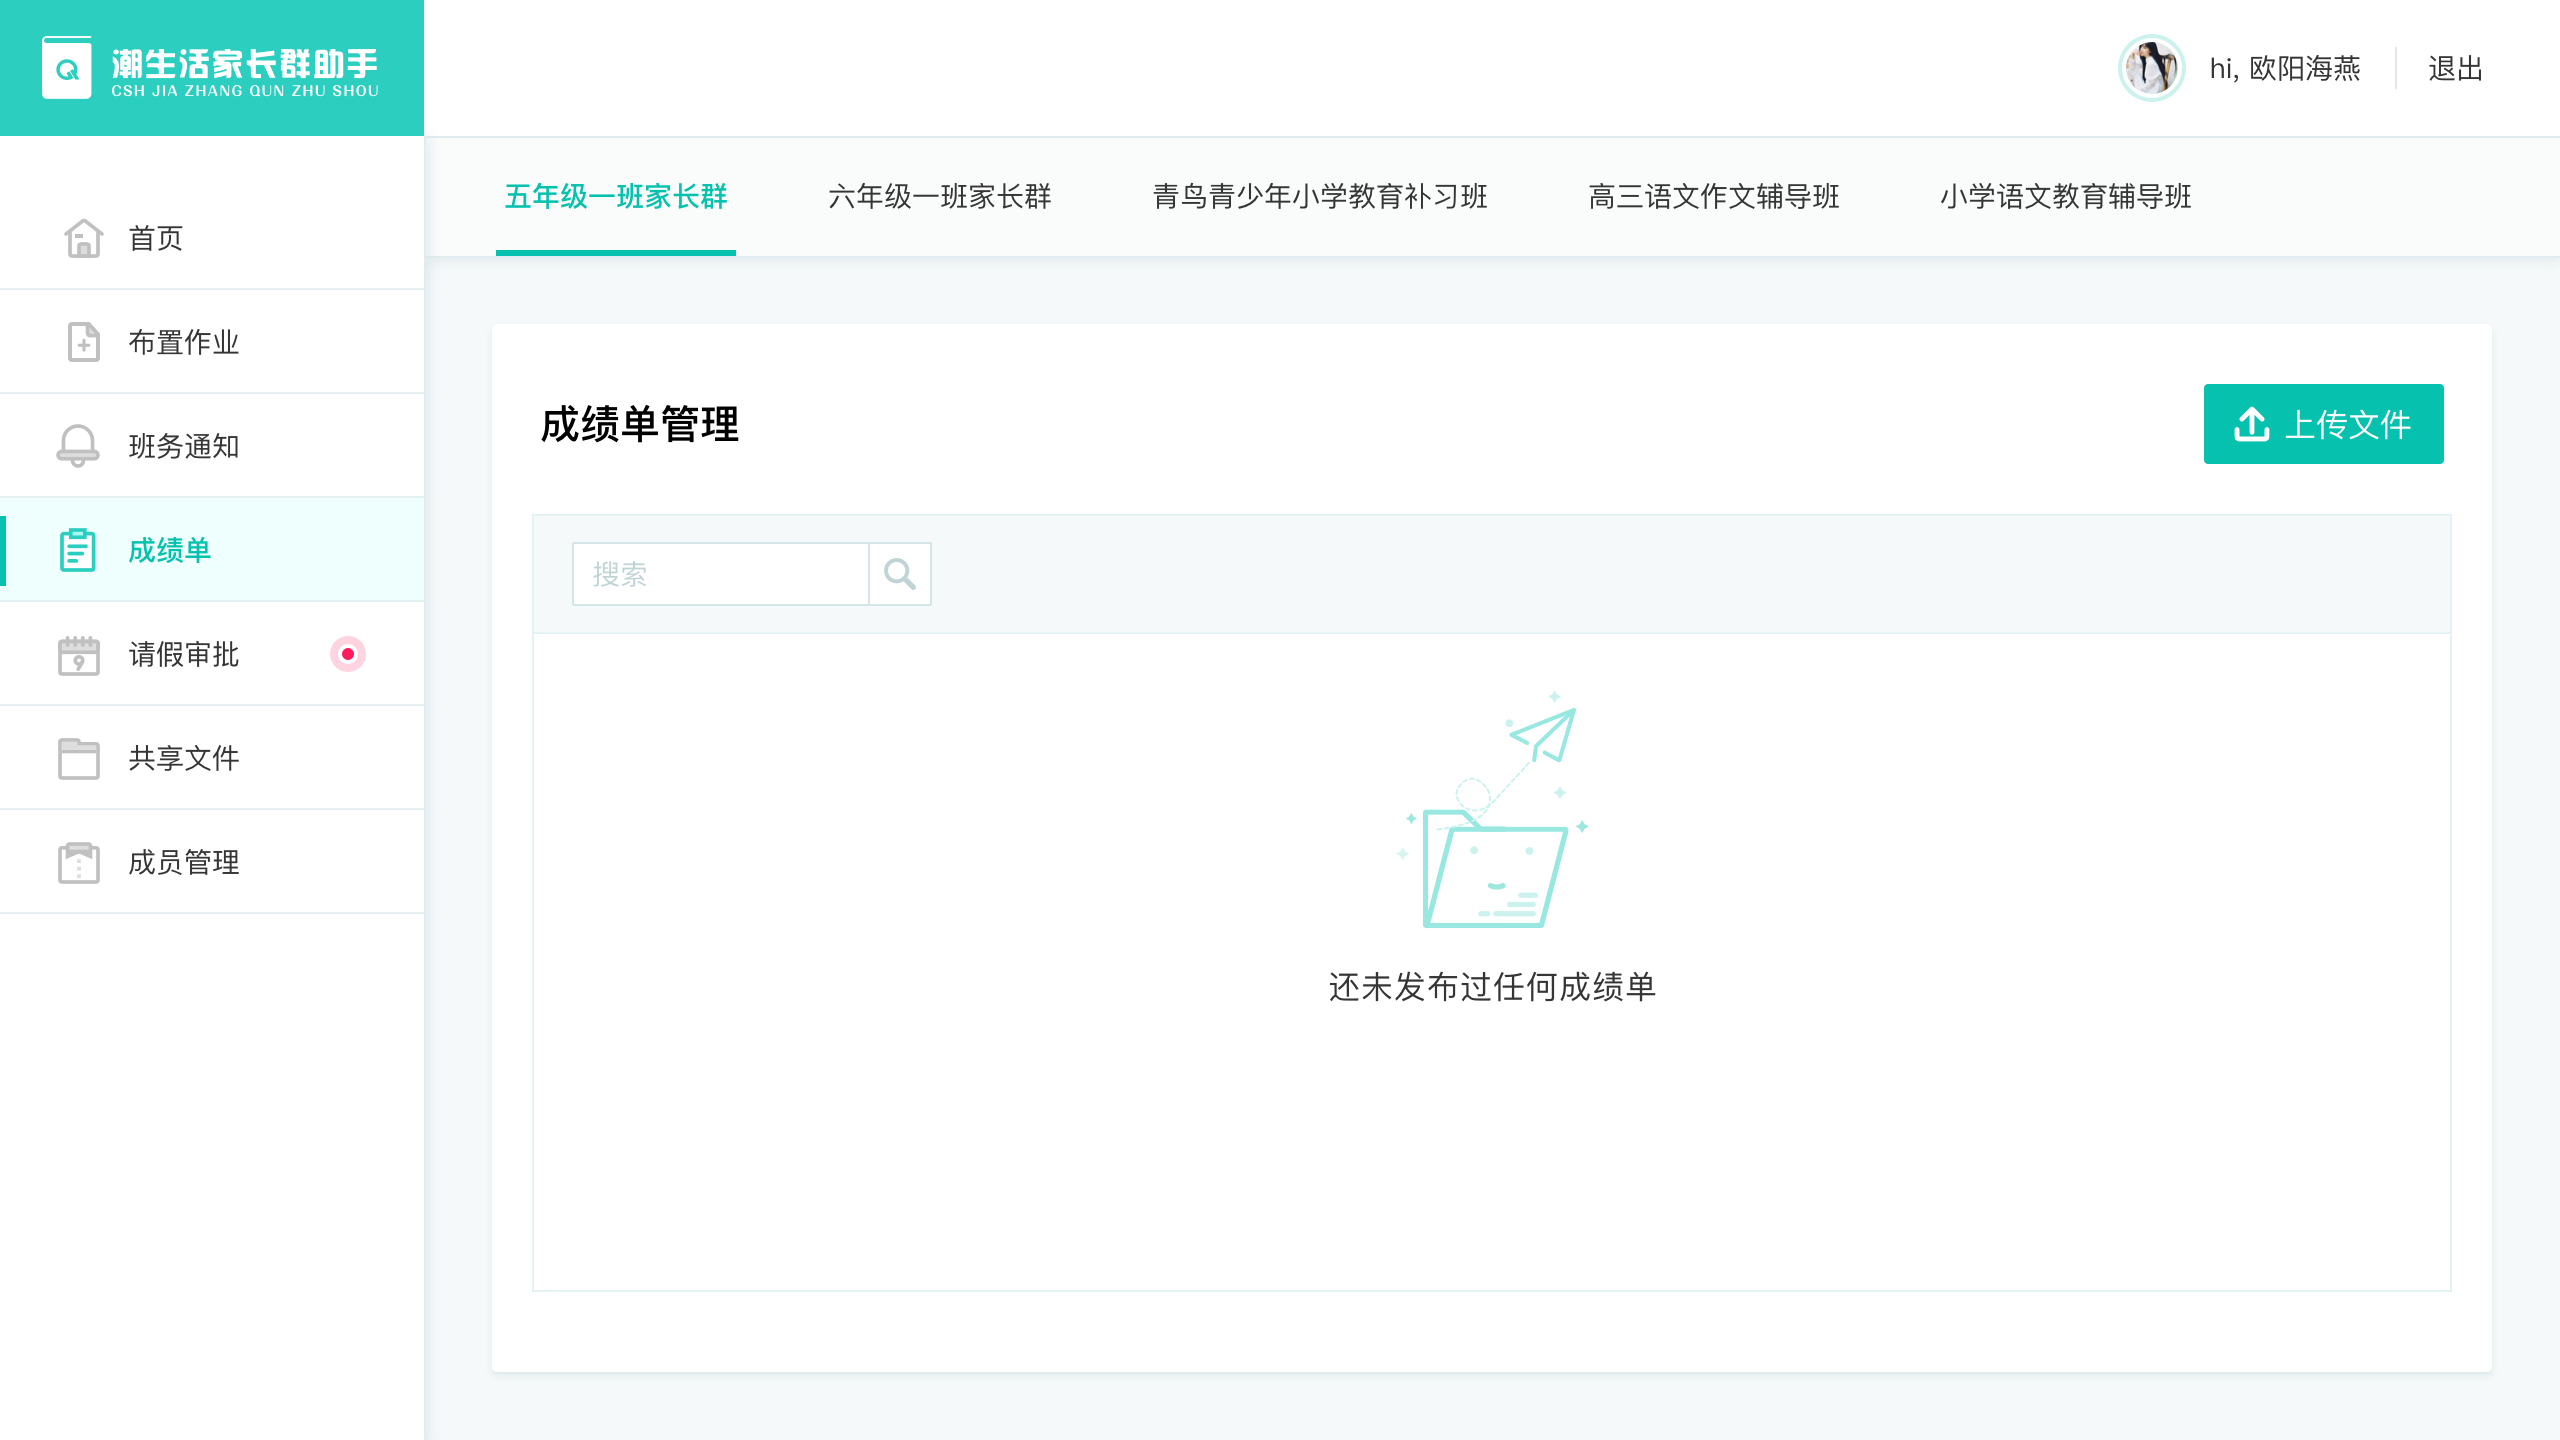 潮生活家长群助手
CSH JIA ZHANG QUN ZHU SHOU
hi, 欧阳海燕
退出
五年级一班家长群
六年级一班家长群
青鸟青少年小学教育补习班
高三语文作文辅导班
小学语文教育辅导班
首页
布置作业
班务通知
成绩单
请假审批
共享文件
成员管理
成绩单管理
上传文件
搜索
还未发布过任何成绩单